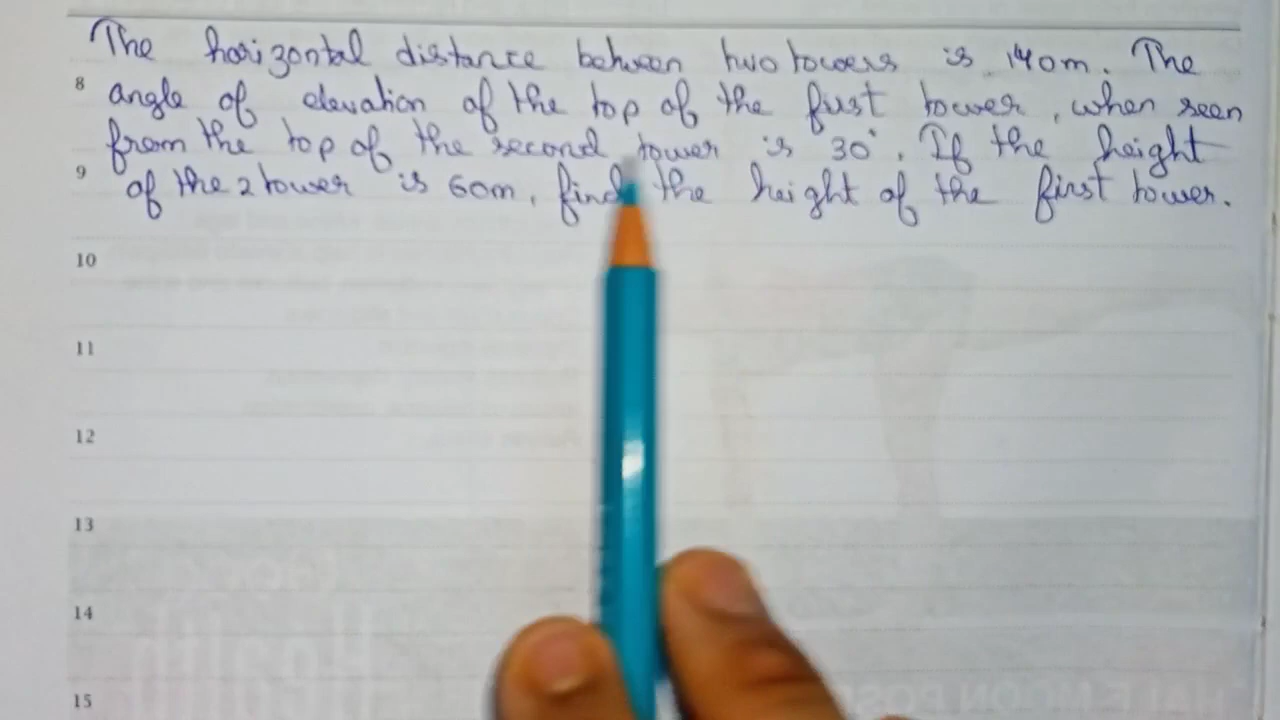 The horizontal distance between two towers is 140m. The
8
angle of elevation of the top of the first tower, when seen
from the top of the second tower is 30°. If the height
9
of the 2 tower is 60m, find the height of the first tower.
10
11
12
13
14
15